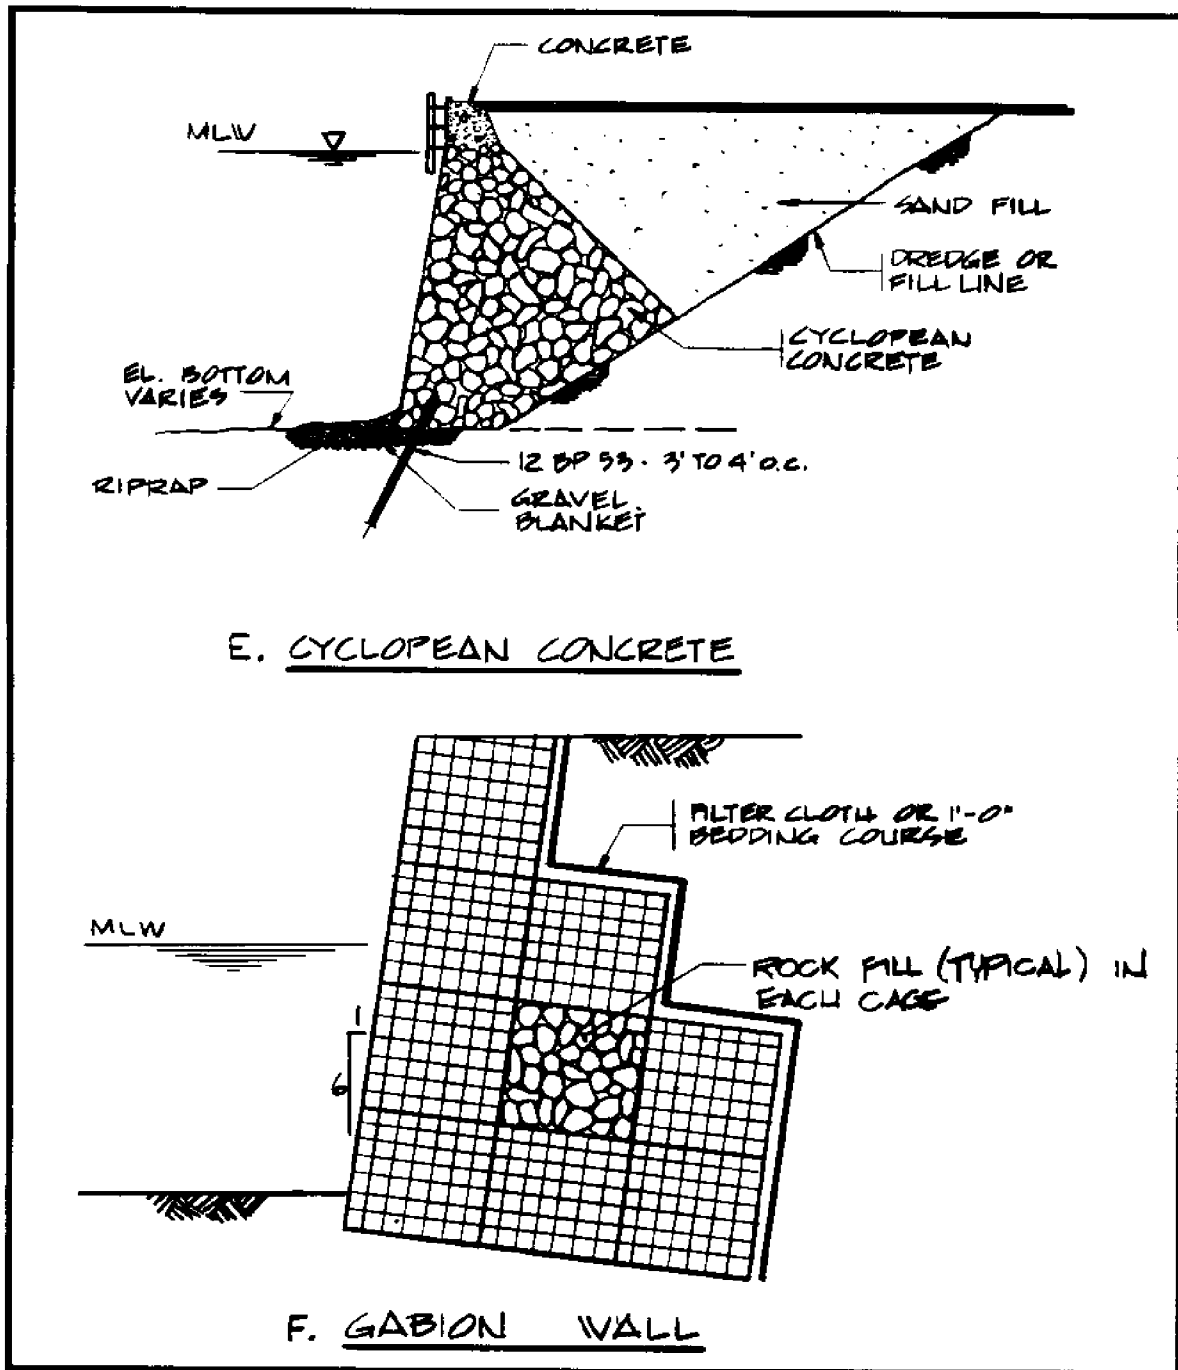 CONCRETE
MLW
SAND FILL
DREDGE OR
FILL LINE
CYCLOPEAN
CONCRETE
EL. BOTTOM
VARIES
12 BP 53 - 3' TO 4' O.C.
RIPRAP
GRAVEL
BLANKET
E. CYCLOPEAN CONCRETE
FILTER CLOTH OR 1'-0"
BEDDING COURSE
MLW
ROCK FILL (TYPICAL) IN
EACH CAGE
1
6
F. GABION WALL